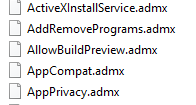 ActiveXInstallService.admx
AddRemovePrograms.admx
AllowBuildPreview.admx
AppCompat.admx
AppPrivacy.admx